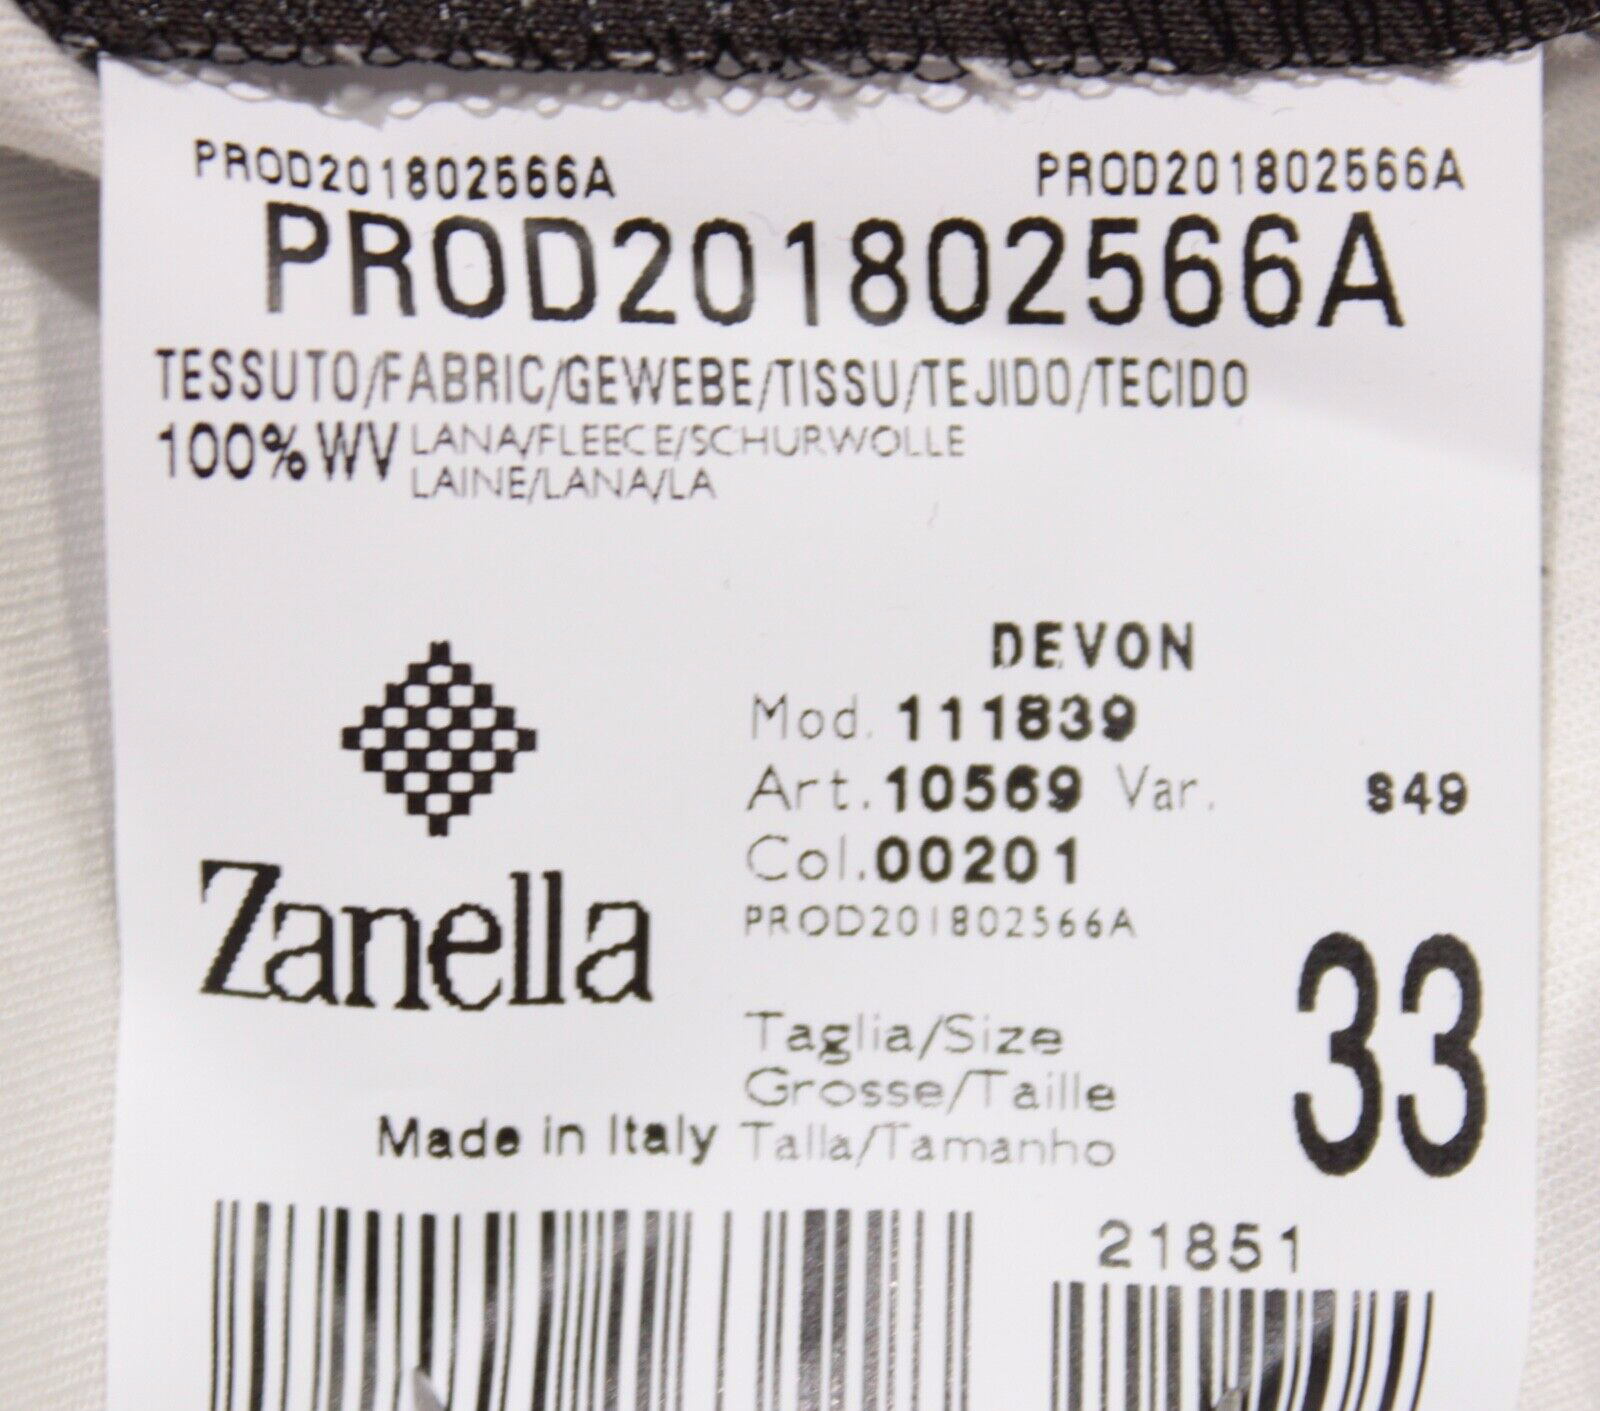 PROD201802566A PROD201802566A
PROD201802566A
TESSUTO/FABRIC/GEWEBE/TISSU/TEJIDO/TECIDO
100% WV LANA/FLEECE/SCHURWOLLE
LAINE/LANA/LA
DEVON
Mod. 111839
Art. 10569 Var. S49
Col. 00201
PROD201802566A
Zanella
Taglia/Size
Grosse/Taille
Talla/Tamanho
33
Made in Italy
21851